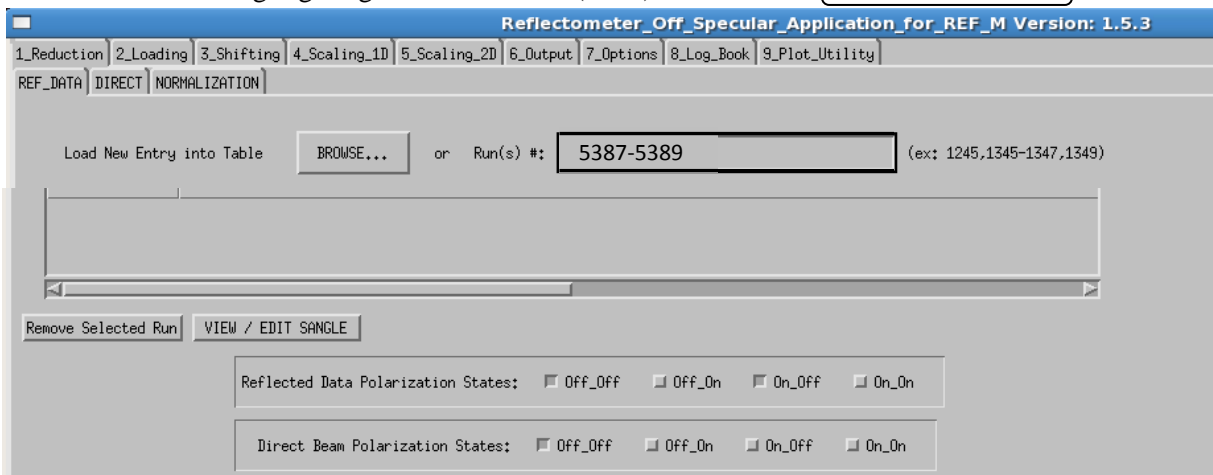 Reflectometer_Off_Specular_Application_for_REF_M Version: 1.5.3
1_Reduction 2_Loading 3_Shifting 4_Scaling_1D 5_Scaling_2D 6_Output 7_Options 8_Log_Book 9_Plot_Utility
REF_DATA DIRECT NORMALIZATION
Load New Entry into Table BROWSE... or Run(s) #: 5387-5389 (ex: 1245,1345-1347,1349)
Remove Selected Run VIEW / EDIT SANGLE
Reflected Data Polarization States: Off_Off Off_On On_Off On_On
Direct Beam Polarization States: Off_Off Off_On On_Off On_On